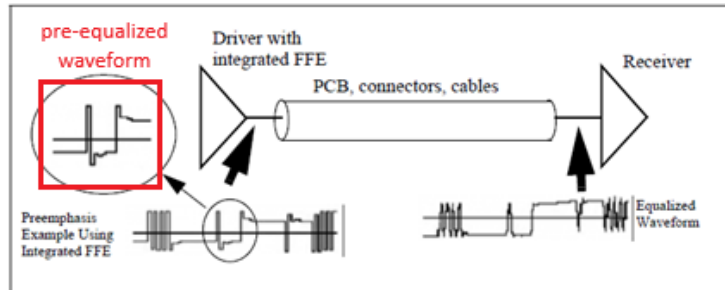 pre-equalized
waveform
Driver with
integrated FFE
Receiver
PCB, connectors, cables
Preemphasis
Example Using
Integrated FFE
Equalized
Waveform